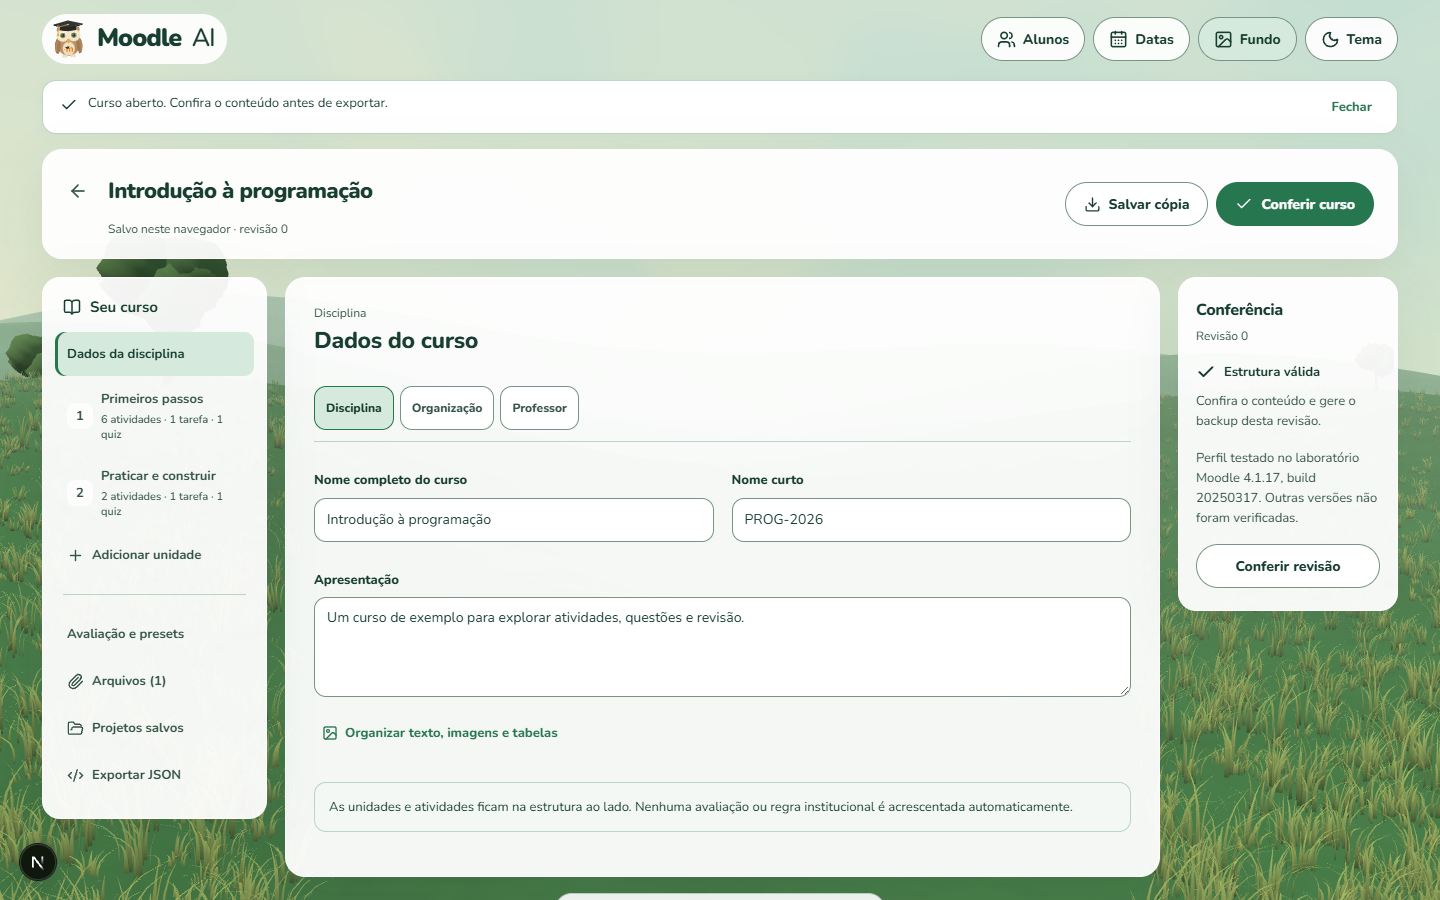 Moodle AI
Alunos
Datas
Fundo
Tema
Curso aberto. Confira o conteúdo antes de exportar.
Fechar
Introdução à programação
Salvo neste navegador · revisão 0
Salvar cópia
Conferir curso
Seu curso
Dados da disciplina
1
Primeiros passos
6 atividades · 1 tarefa · 1
quiz
2
Praticar e construir
2 atividades · 1 tarefa · 1
quiz
Adicionar unidade
Avaliação e presets
Arquivos (1)
Projetos salvos
Exportar JSON
Disciplina
Dados do curso
Disciplina
Organização
Professor
Nome completo do curso
Introdução à programação
Nome curto
PROG-2026
Apresentação
Um curso de exemplo para explorar atividades, questões e revisão.
Organizar texto, imagens e tabelas
As unidades e atividades ficam na estrutura ao lado. Nenhuma avaliação ou regra institucional é acrescentada automaticamente.
Conferência
Revisão 0
Estrutura válida
Confira o conteúdo e gere o
backup desta revisão.
Perfil testado no laboratório
Moodle 4.1.17, build
20250317. Outras versões não
foram verificadas.
Conferir revisão
N